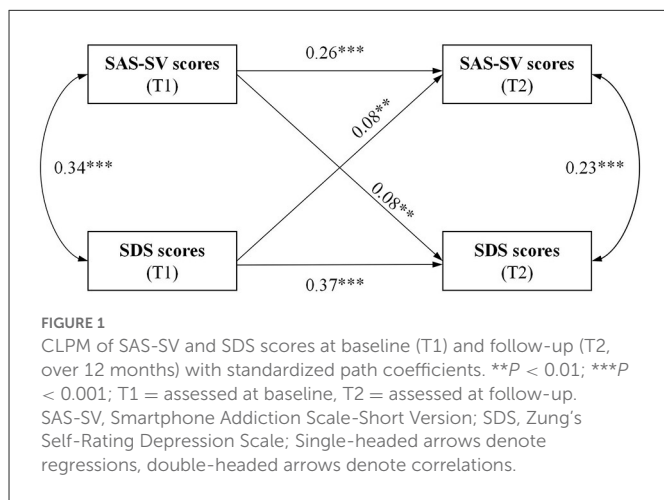 SAS-SV scores
(T1)
0.26***
SAS-SV scores
(T2)
0.08**
0.34***
0.23***
0.08**
SDS scores
(T1)
0.37***
SDS scores
(T2)
FIGURE 1
CLPM of SAS-SV and SDS scores at baseline (T1) and follow-up (T2,
over 12 months) with standardized path coefficients. **P < 0.01; ***P
< 0.001; T1 = assessed at baseline, T2 = assessed at follow-up.
SAS-SV, Smartphone Addiction Scale-Short Version; SDS, Zung's
Self-Rating Depression Scale; Single-headed arrows denote
regressions, double-headed arrows denote correlations.